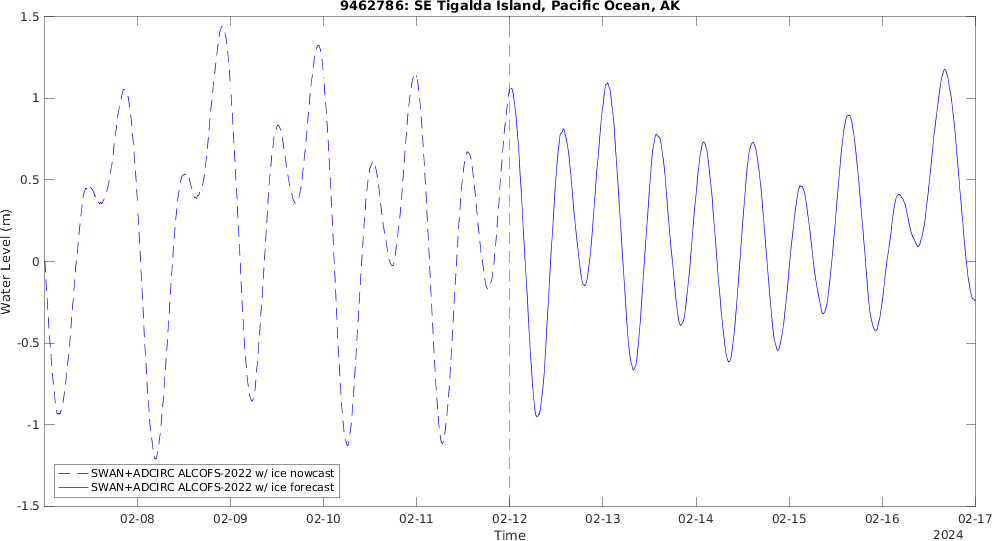 9462786: SE Tigalda Island, Pacific Ocean, AK
1.5
1
0.5
0
-0.5
-1
-1.5
Water Level (m)
SWAN+ADCIRC ALCOFS-2022 w/ ice nowcast
SWAN+ADCIRC ALCOFS-2022 w/ ice forecast
02-08 02-09 02-10 02-11 02-12 02-13 02-14 02-15 02-16 02-17
Time
2024